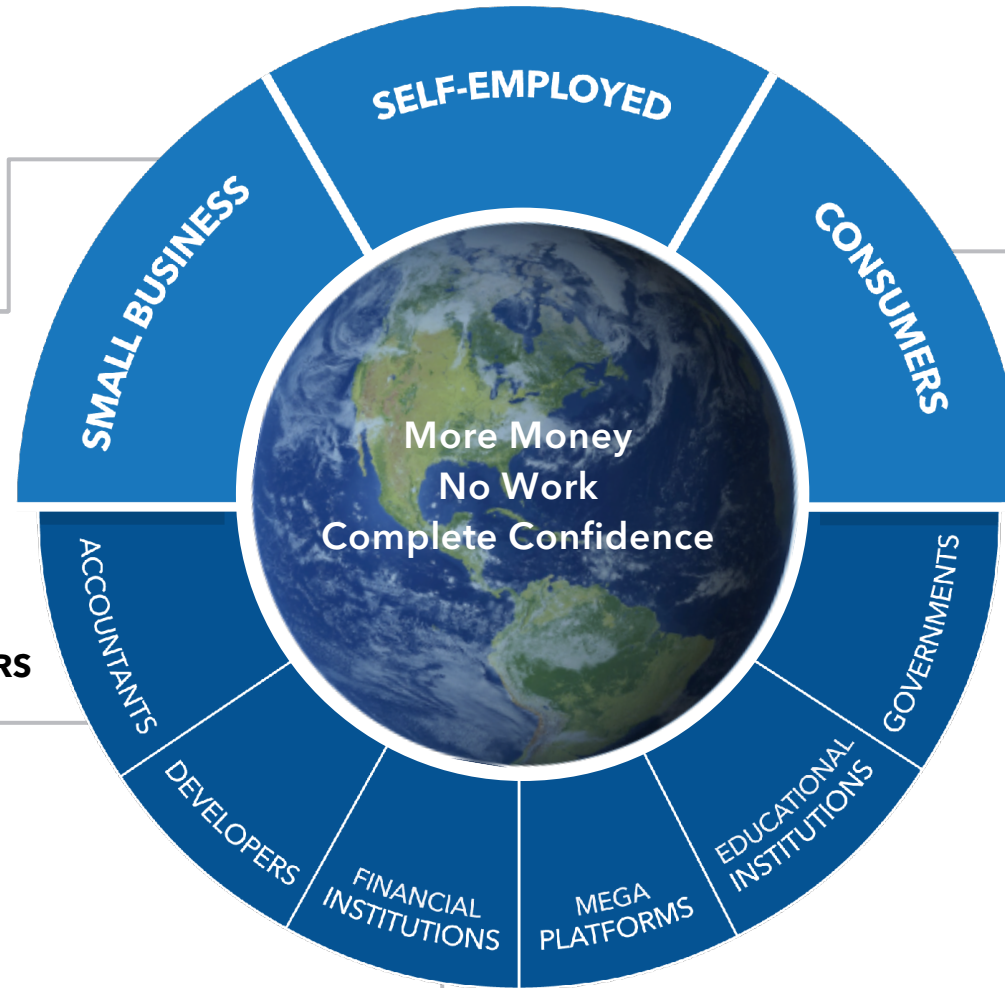 SELF-EMPLOYED
SMALL BUSINESS
CONSUMERS
More Money
No Work
Complete Confidence
RS
ACCOUNTANTS
DEVELOPERS
FINANCIAL
INSTITUTIONS
MEGA
PLATFORMS
EDUCATIONAL
INSTITUTIONS
GOVERNMENTS